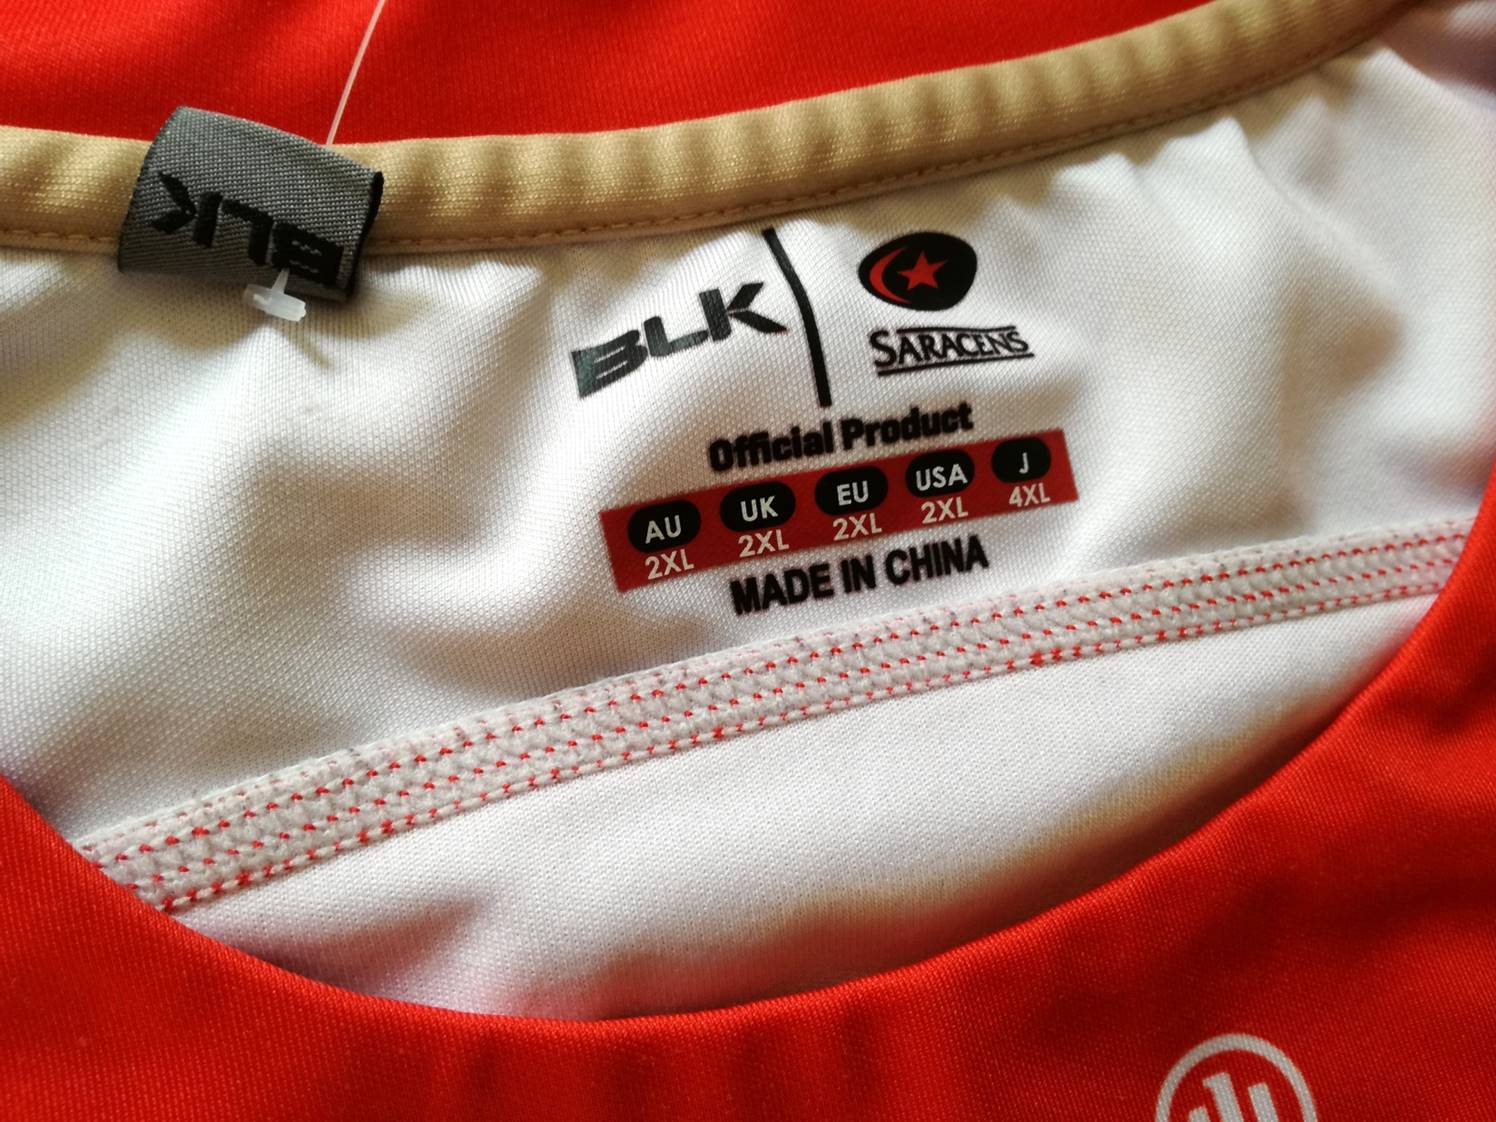 BLK
BLK
SARACENS
Official Product
AU UK EU USA J
2XL 2XL 2XL 2XL 4XL
MADE IN CHINA